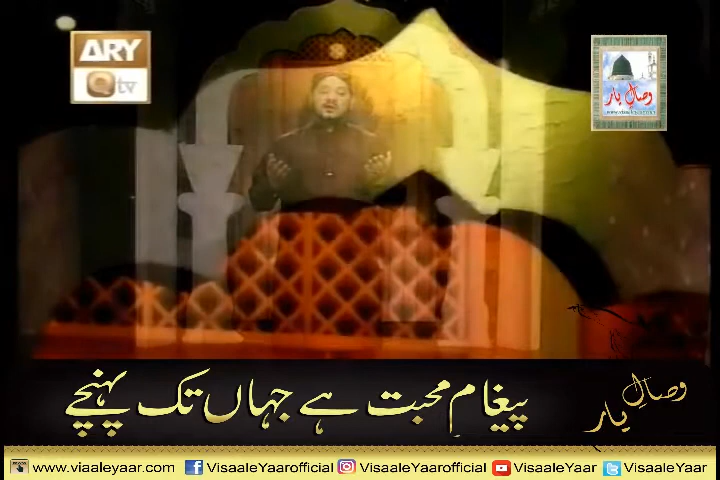 ARY
Qtv
وصالِ یار
پیغامِ محبت ہے جہاں تک پہنچے
وصالِ یار
www.viaaleyaar.com VisaaleYaarofficial VisaaleYaarofficial VisaaleYaar VisaaleYaar